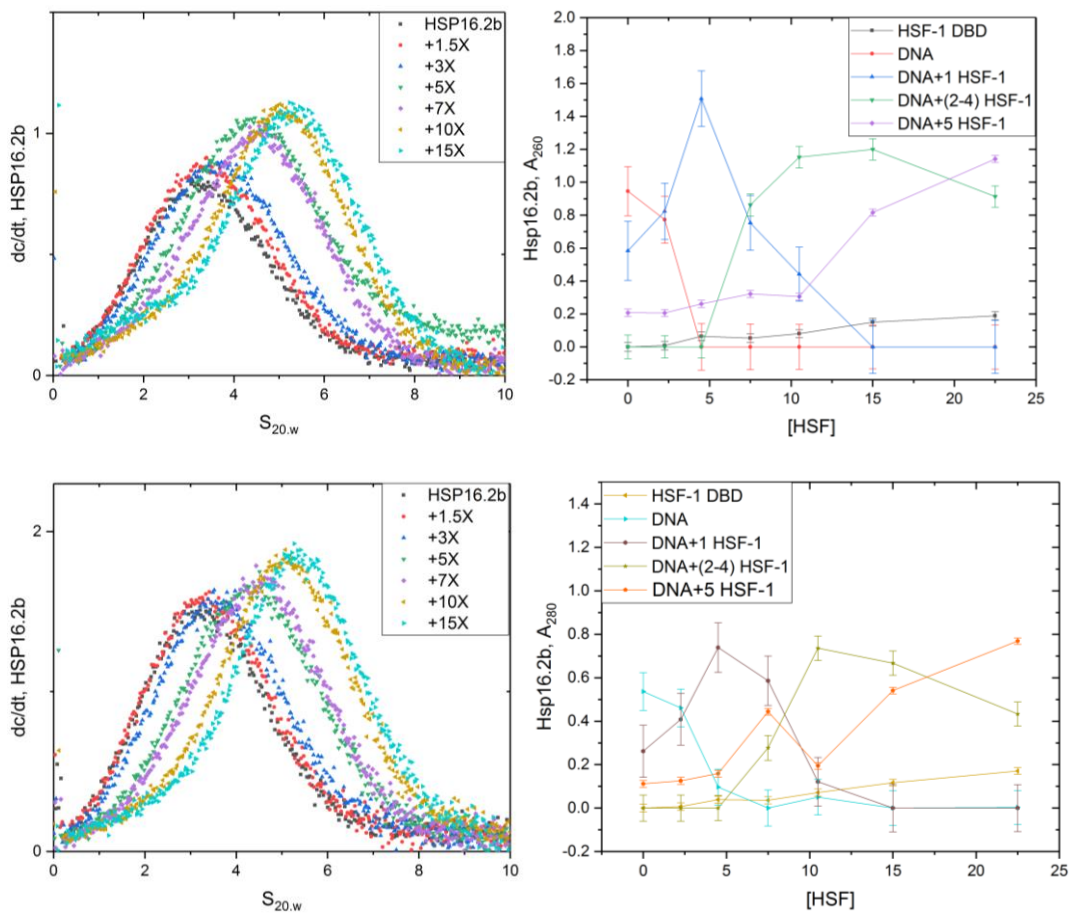 HSP16.2b
+1.5X
+3X
+5X
+7X
+10X
+15X
1
0
dc/dt, HSP16.2b
0 2 4 6 8 10
S20.w
HSF-1 DBD
DNA
DNA+1 HSF-1
DNA+(2-4) HSF-1
DNA+5 HSF-1
2.0
1.8
1.6
1.4
1.2
1.0
0.8
0.6
0.4
0.2
0.0
-0.2
Hsp16.2b, A260
0 5 10 15 20 25
[HSF]
HSP16.2b
+1.5X
+3X
+5X
+7X
+10X
+15X
2
0
dc/dt, HSP16.2b
0 2 4 6 8 10
S20.w
HSF-1 DBD
DNA
DNA+1 HSF-1
DNA+(2-4) HSF-1
DNA+5 HSF-1
1.4
1.2
1.0
0.8
0.6
0.4
0.2
0.0
-0.2
Hsp16.2b, A280
0 5 10 15 20 25
[HSF]